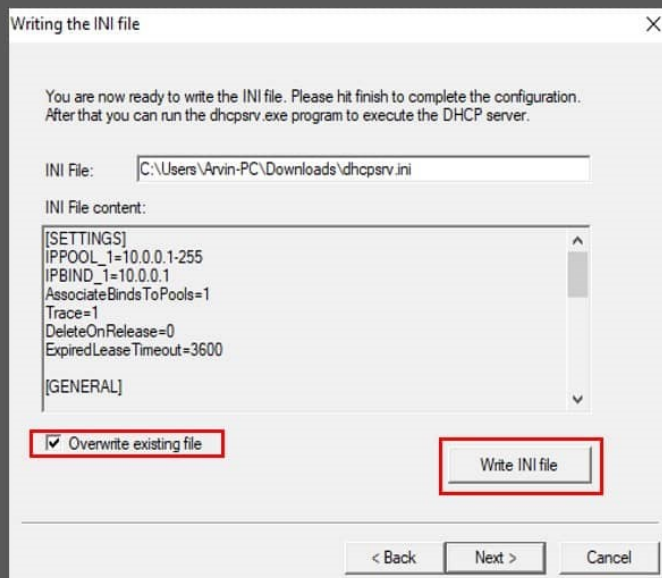 Writing the INI file
You are now ready to write the INI file. Please hit finish to complete the configuration.
After that you can run the dhcpsrv.exe program to execute the DHCP server.
INI File:
C:\Users\Arvin-PC\Downloads\dhcpsrv.ini
INI File content:
[SETTINGS]
IPPOOL_1=10.0.0.1-255
IPBIND_1=10.0.0.1
AssociateBindsToPools=1
Trace=1
DeleteOnRelease=0
ExpiredLeaseTimeout=3600
[GENERAL]
Overwrite existing file
Write INI file
< Back
Next >
Cancel